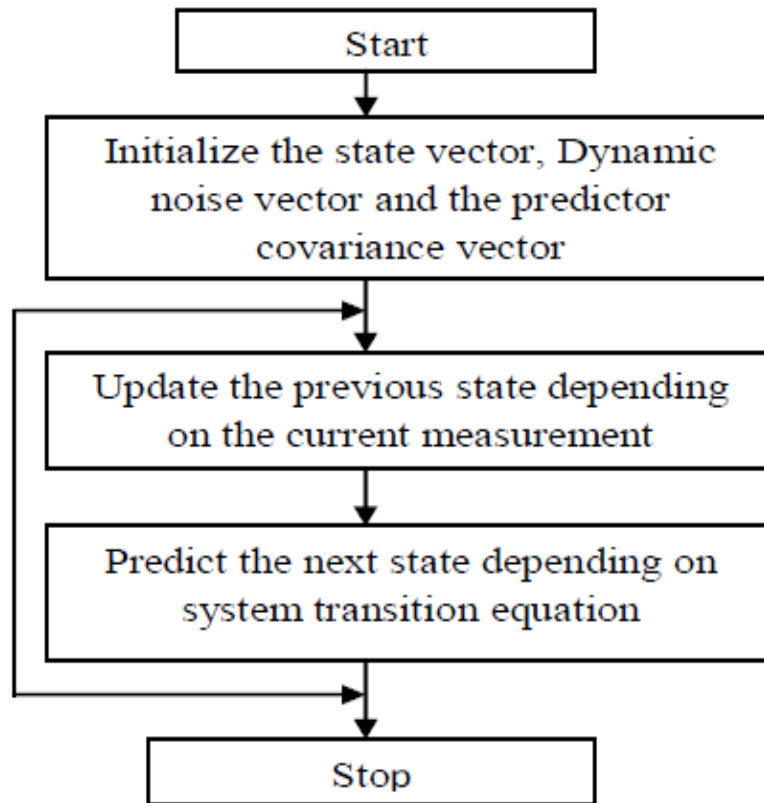 Start
Initialize the state vector, Dynamic
noise vector and the predictor
covariance vector
Update the previous state depending
on the current measurement
Predict the next state depending on
system transition equation
Stop